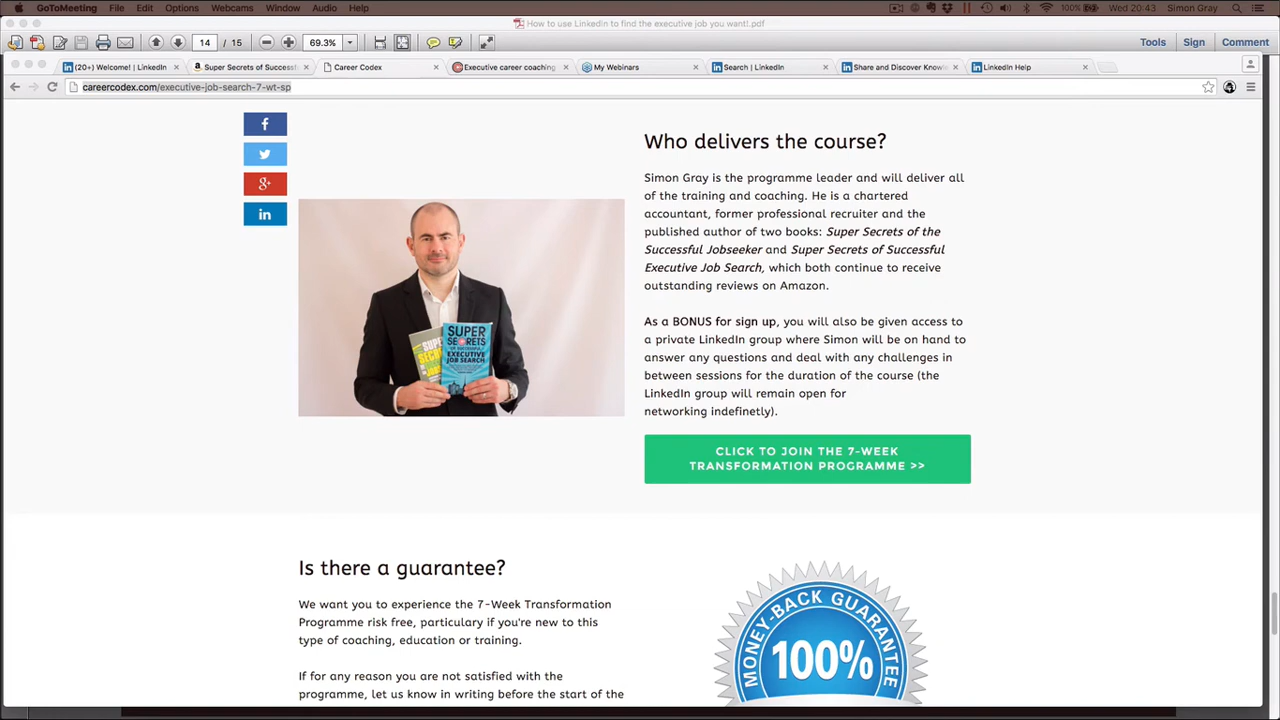 GoToMeeting File Edit Options Webcams Window Audio Help 100% Wed 20:43 Simon Gray
How to use LinkedIn to find the executive job you want!.pdf
14 / 15 69.3% Tools Sign Comment
(20+) Welcome! | LinkedIn Super Secrets of Successf Career Codex Executive career coaching My Webinars Search | LinkedIn Share and Discover Knowle LinkedIn Help
careercodex.com/executive-job-search-7-wt-sp
Who delivers the course?
Simon Gray is the programme leader and will deliver all
of the training and coaching. He is a chartered
accountant, former professional recruiter and the
published author of two books: Super Secrets of the
Successful Jobseeker and Super Secrets of Successful
Executive Job Search, which both continue to receive
outstanding reviews on Amazon.
SUPER
SECRETS
OF SUCCESSFUL
EXECUTIVE
JOB SEARCH
As a BONUS for sign up, you will also be given access to
a private LinkedIn group where Simon will be on hand to
answer any questions and deal with any challenges in
between sessions for the duration of the course (the
LinkedIn group will remain open for
networking indefinetly).
CLICK TO JOIN THE 7-WEEK
TRANSFORMATION PROGRAMME >>
Is there a guarantee?
We want you to experience the 7-Week Transformation
Programme risk free, particulary if you're new to this
type of coaching, education or training.
If for any reason you are not satisfied with the
programme, let us know in writing before the start of the
MONEY-BACK GUARANTEE
100%